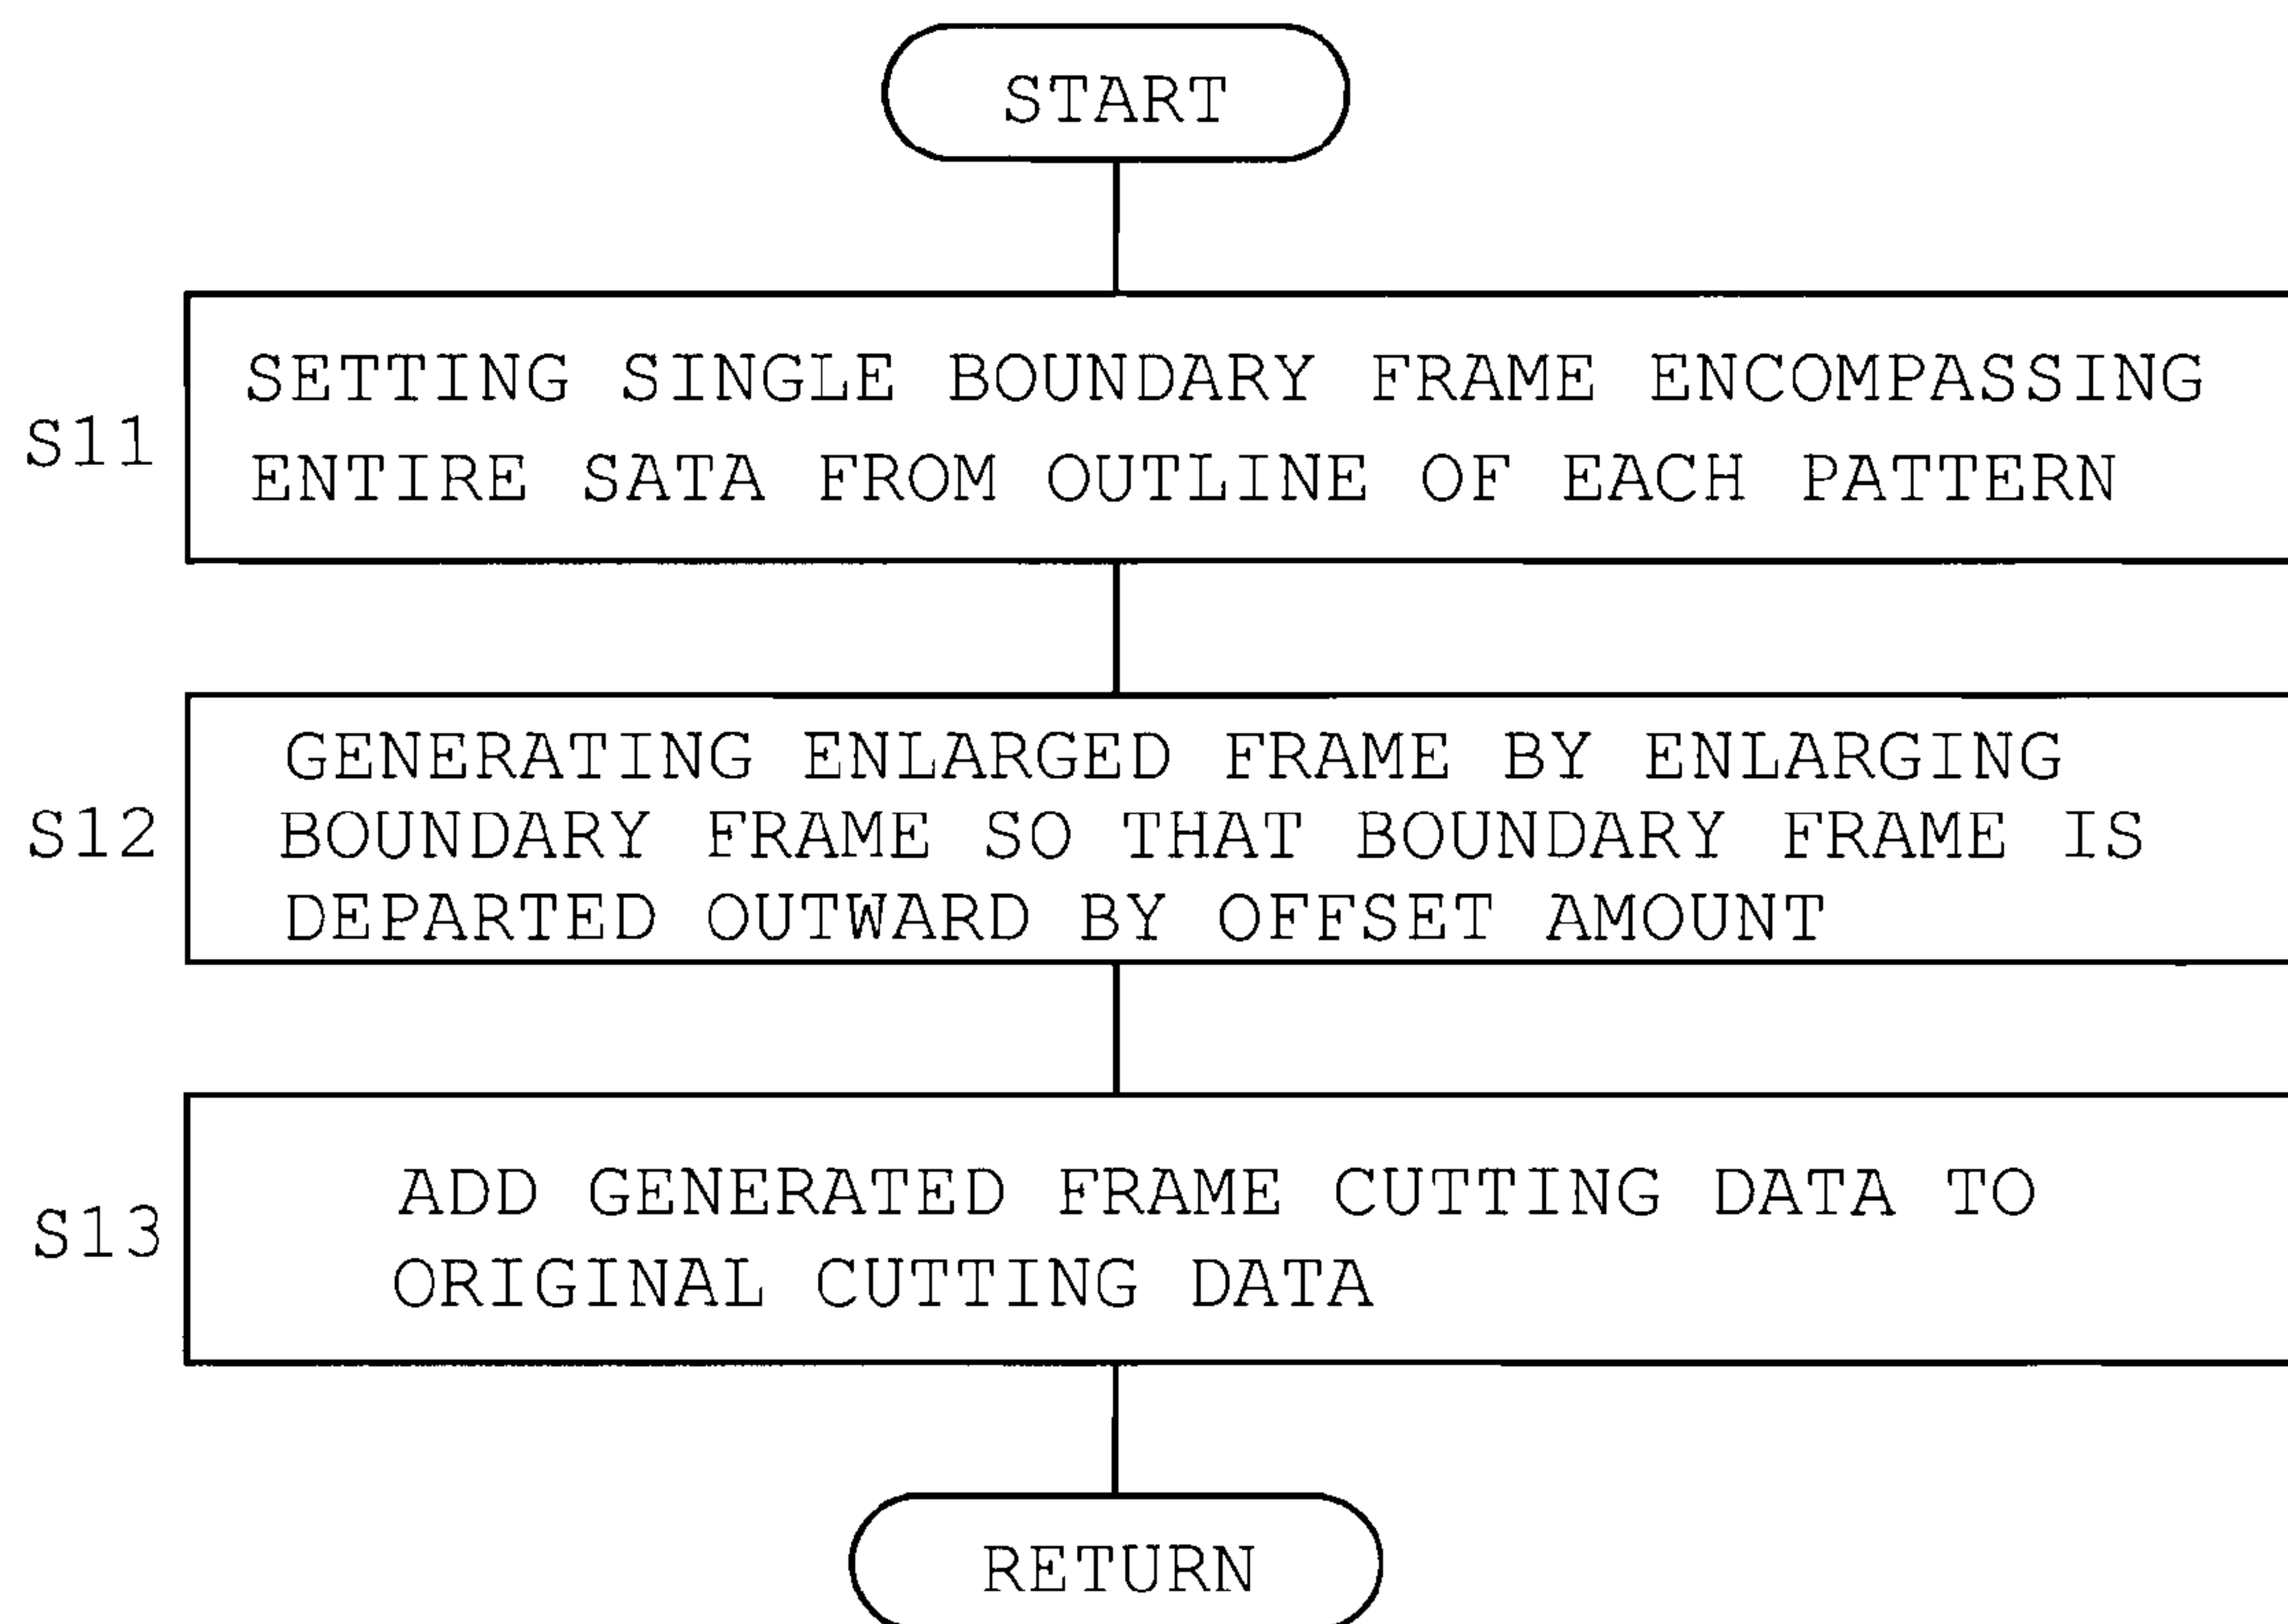 START
S11
SETTING SINGLE BOUNDARY FRAME ENCOMPASSING
ENTIRE SATA FROM OUTLINE OF EACH PATTERN
S12
GENERATING ENLARGED FRAME BY ENLARGING
BOUNDARY FRAME SO THAT BOUNDARY FRAME IS
DEPARTED OUTWARD BY OFFSET AMOUNT
S13
ADD GENERATED FRAME CUTTING DATA TO
ORIGINAL CUTTING DATA
RETURN